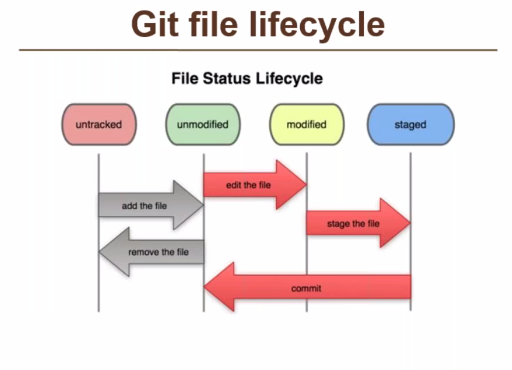 Git file lifecycle
File Status Lifecycle
untracked
unmodified
modified
staged
edit the file
add the file
stage the file
remove the file
commit